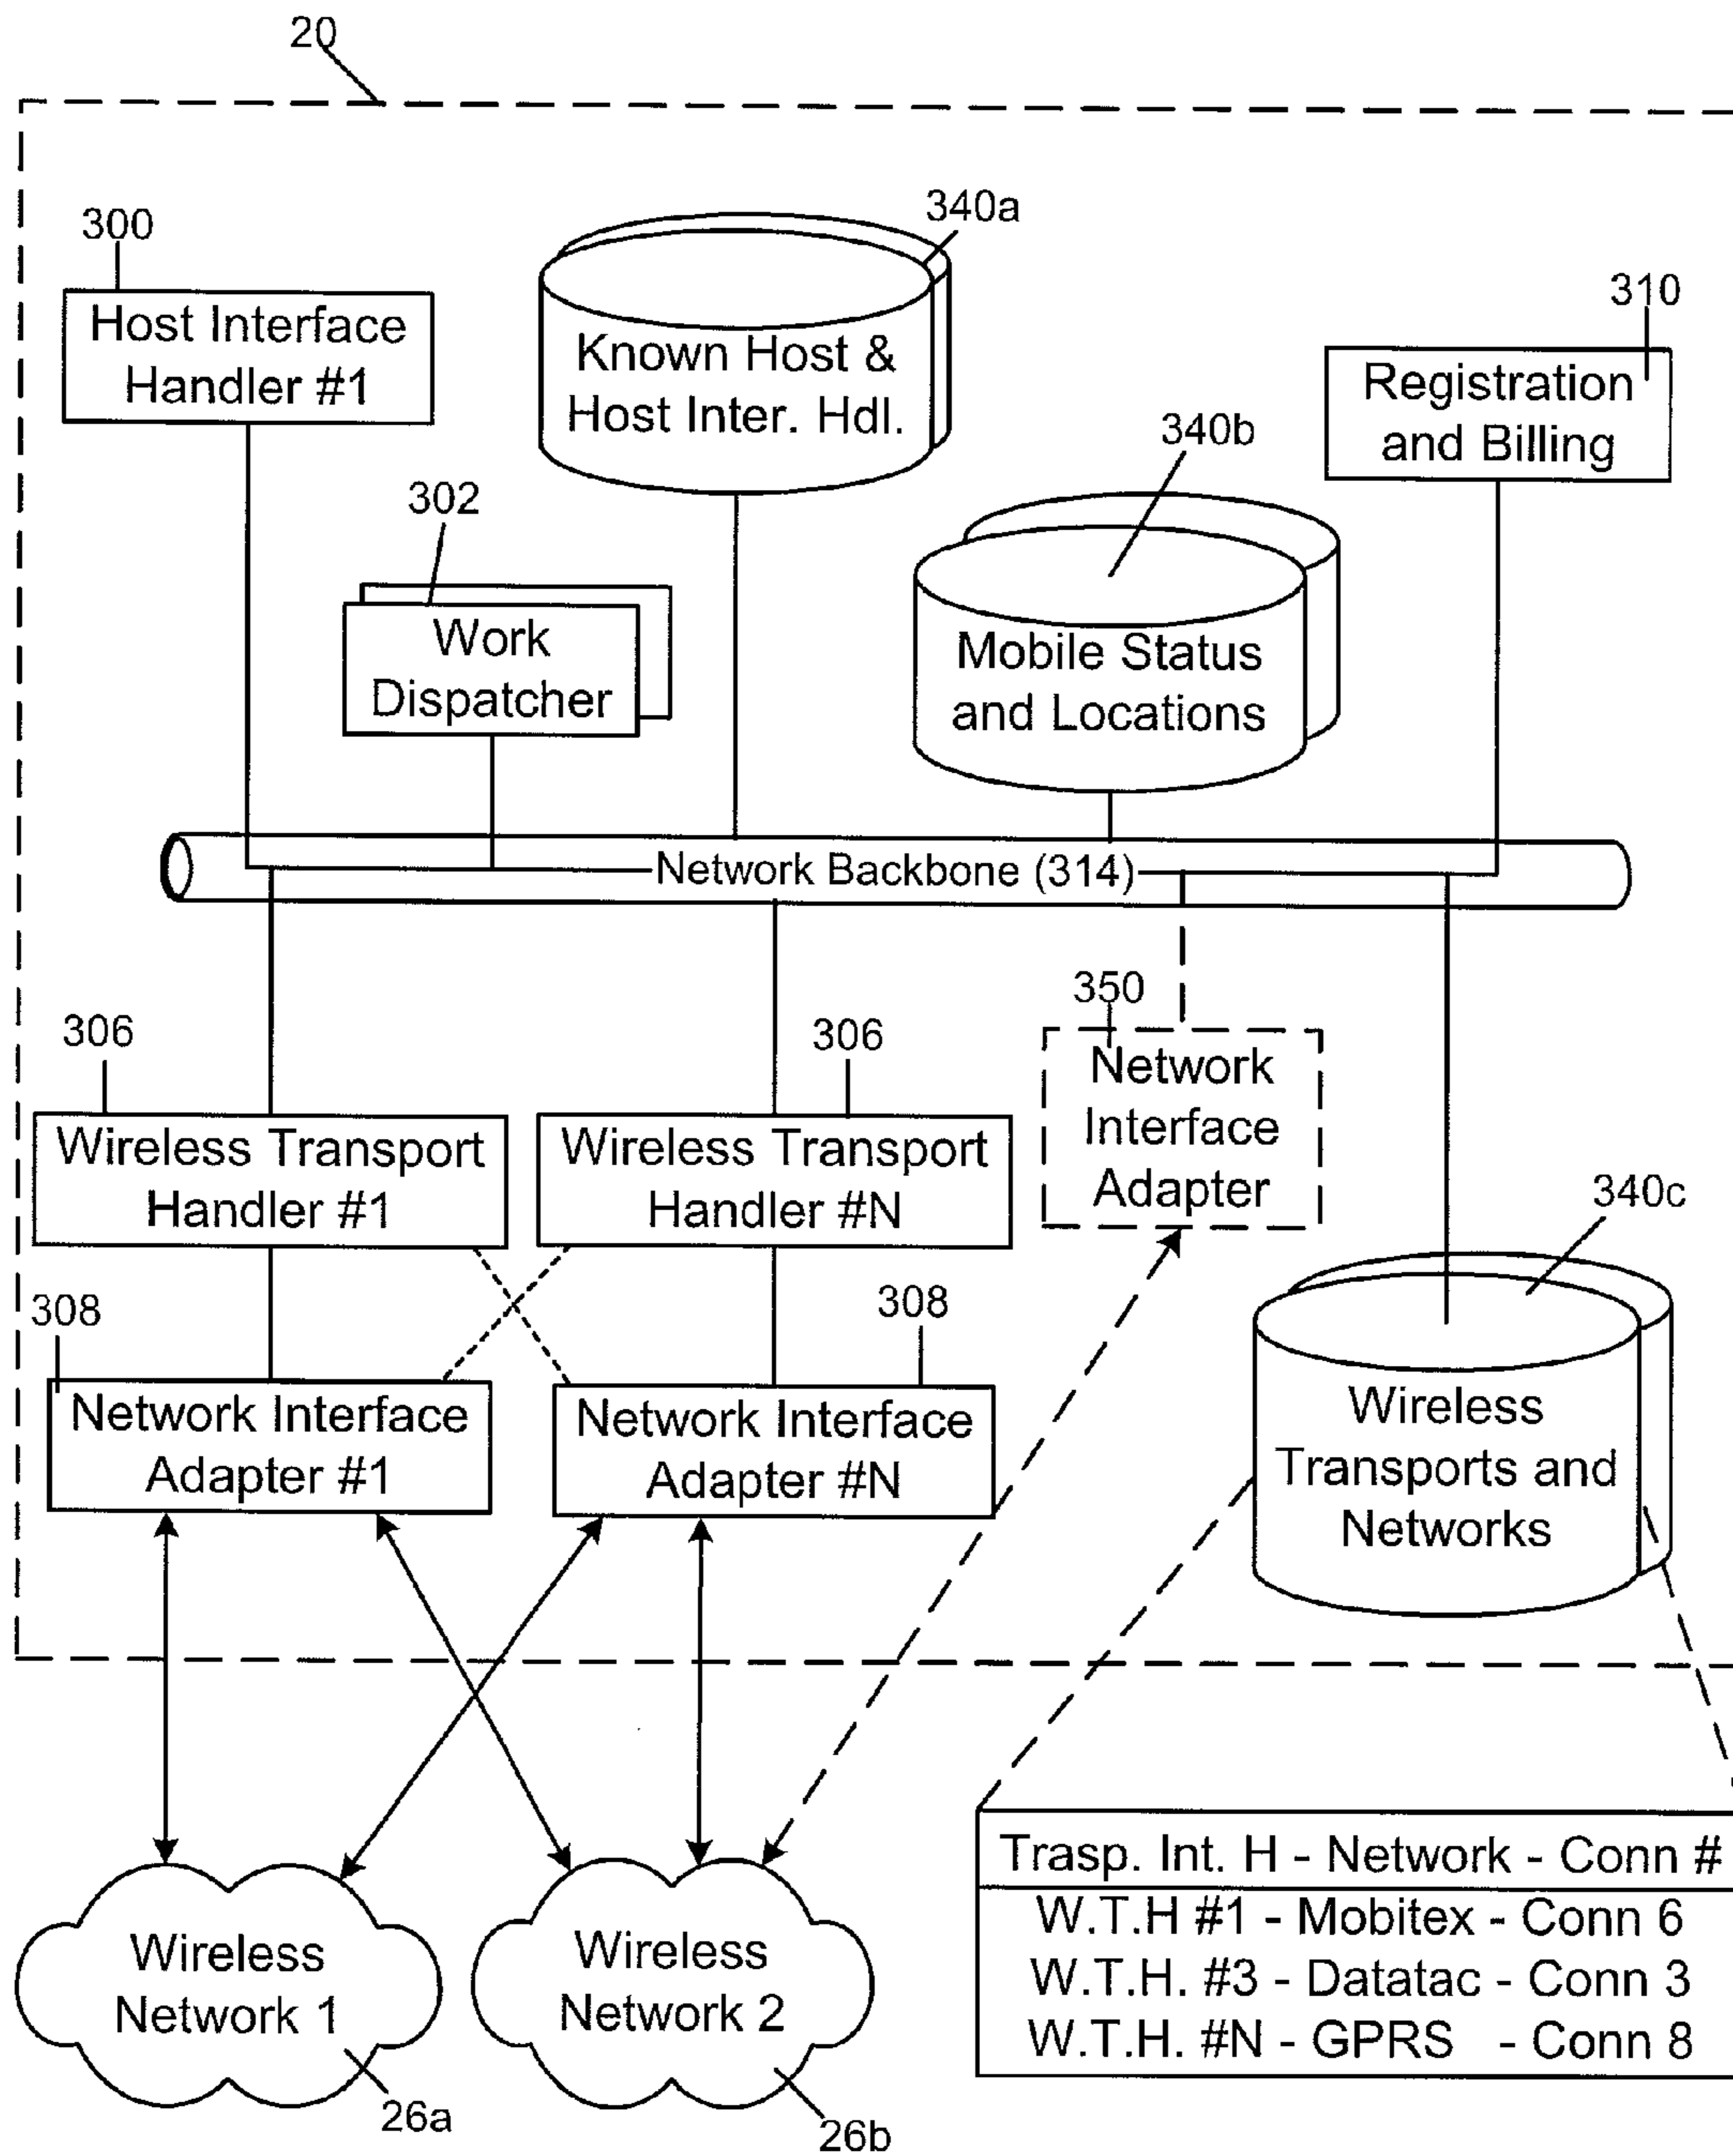 20
300
Host Interface
Handler #1
340a
Known Host &
Host Inter. Hdl.
310
Registration
and Billing
302
Work
Dispatcher
340b
Mobile Status
and Locations
Network Backbone (314)
306
Wireless Transport
Handler #1
306
Wireless Transport
Handler #N
350
Network
Interface
Adapter
340c
Wireless
Transports and
Networks
308
Network Interface
Adapter #1
308
Network Interface
Adapter #N
Wireless
Network 1
26a
Wireless
Network 2
26b
Trasp. Int. H - Network - Conn #
W.T.H #1 - Mobitex - Conn 6
W.T.H. #3 - Datatac - Conn 3
W.T.H. #N - GPRS - Conn 8